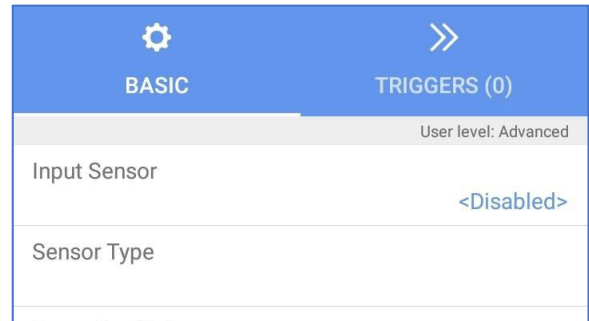 BASIC
TRIGGERS (0)
User level: Advanced
Input Sensor
<Disabled>
Sensor Type